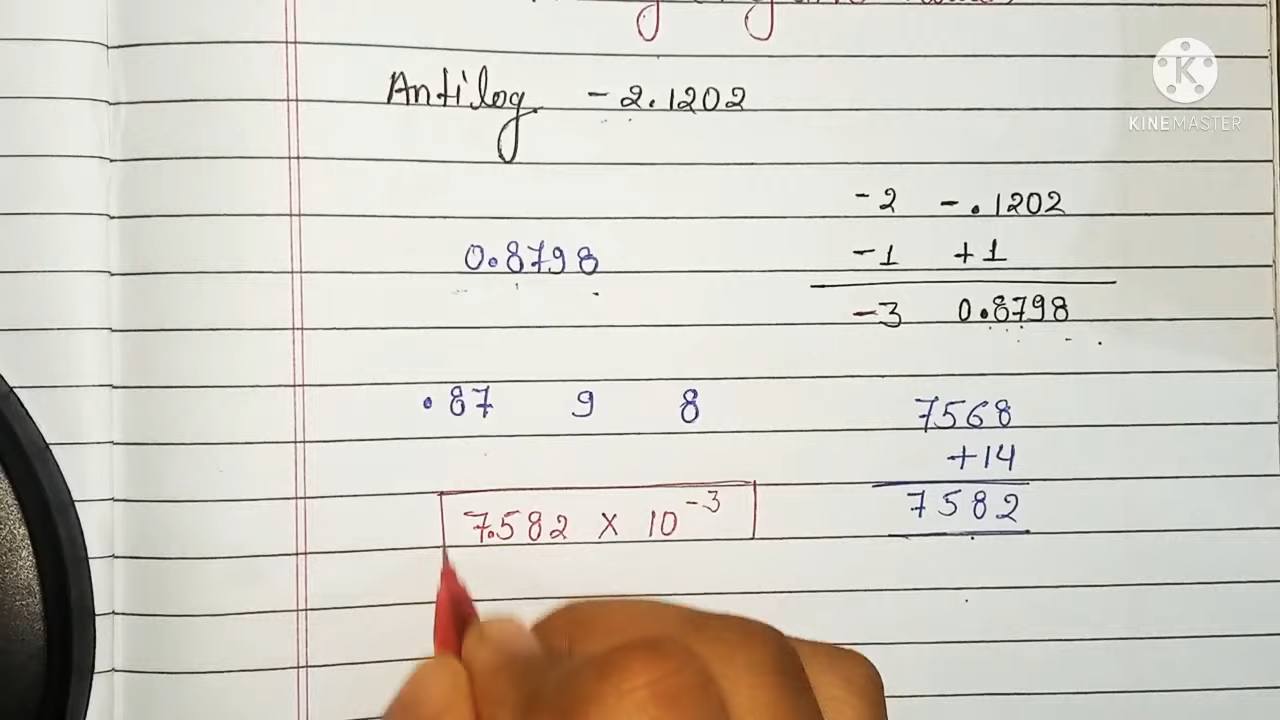 Antilog -2.1202
KINEMASTER
-2 -.1202
0.8798
-1 +1
-3 0.8798
.87 9 8
7568
+14
7582
7.582 x 10⁻³